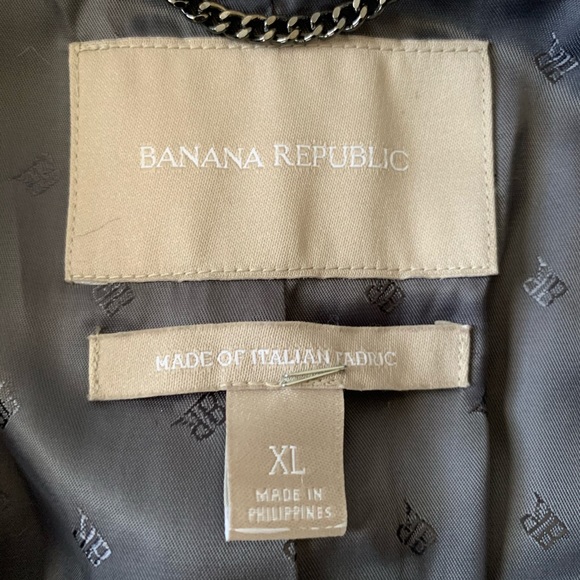 BANANA REPUBLIC
MADE OF ITALIAN FABRIC
XL
MADE IN
PHILIPPINES